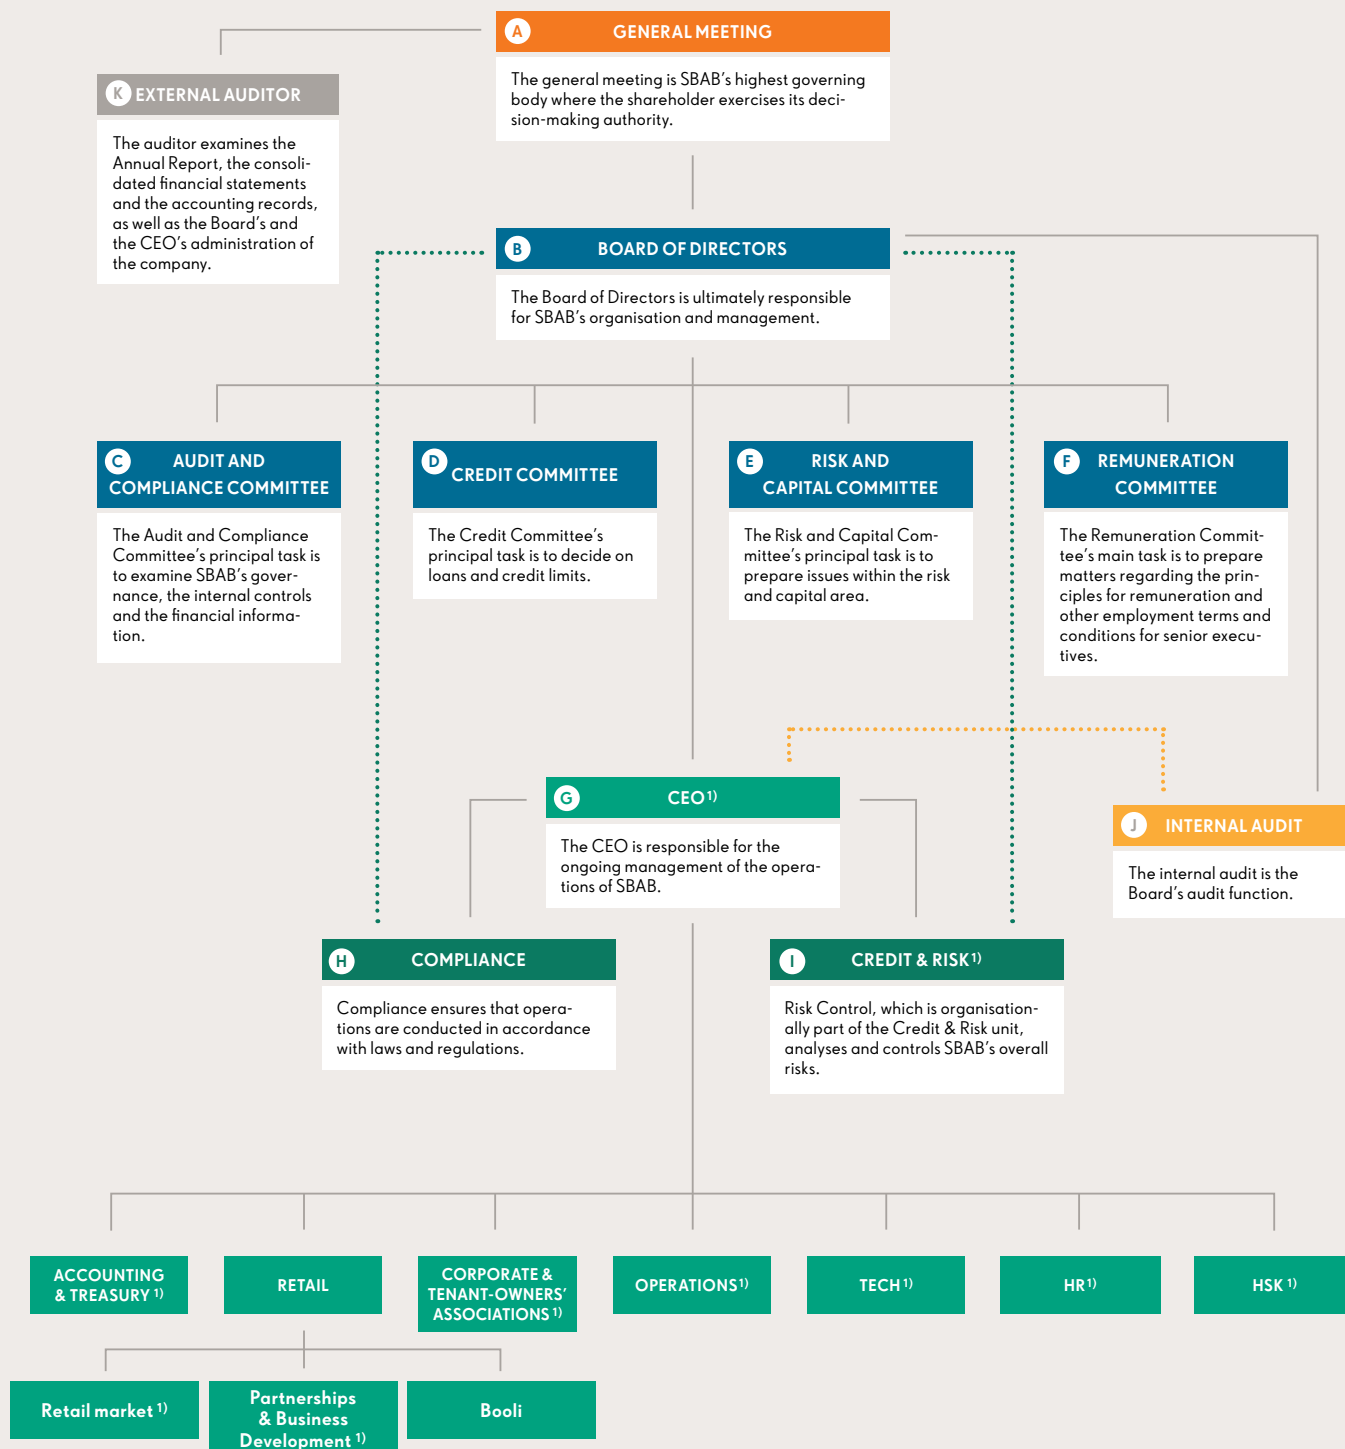 A GENERAL MEETING
The general meeting is SBAB's highest governing
body where the shareholder exercises its deci-
sion-making authority.
K EXTERNAL AUDITOR
The auditor examines the
Annual Report, the consoli-
dated financial statements
and the accounting records,
as well as the Board's and
the CEO's administration of
the company.
B BOARD OF DIRECTORS
The Board of Directors is ultimately responsible
for SBAB's organisation and management.
C AUDIT AND
COMPLIANCE COMMITTEE
The Audit and Compliance
Committee's principal task is
to examine SBAB's gover-
nance, the internal controls
and the financial informa-
tion.
D CREDIT COMMITTEE
The Credit Committee's
principal task is to decide on
loans and credit limits.
E RISK AND
CAPITAL COMMITTEE
The Risk and Capital Com-
mittee's principal task is to
prepare issues within the risk
and capital area.
F REMUNERATION
COMMITTEE
The Remuneration Commit-
tee's main task is to prepare
matters regarding the prin-
ciples for remuneration and
other employment terms and
conditions for senior execu-
tives.
G CEO 1)
The CEO is responsible for the
ongoing management of the opera-
tions of SBAB.
J INTERNAL AUDIT
The internal audit is the
Board's audit function.
H COMPLIANCE
Compliance ensures that opera-
tions are conducted in accordance
with laws and regulations.
I CREDIT & RISK 1)
Risk Control, which is organisation-
ally part of the Credit & Risk unit,
analyses and controls SBAB's overall
risks.
ACCOUNTING
& TREASURY 1)
RETAIL
CORPORATE &
TENANT-OWNERS'
ASSOCIATIONS 1)
OPERATIONS 1)
TECH 1)
HR 1)
HSK 1)
Retail market 1)
Partnerships
& Business
Development 1)
Booli